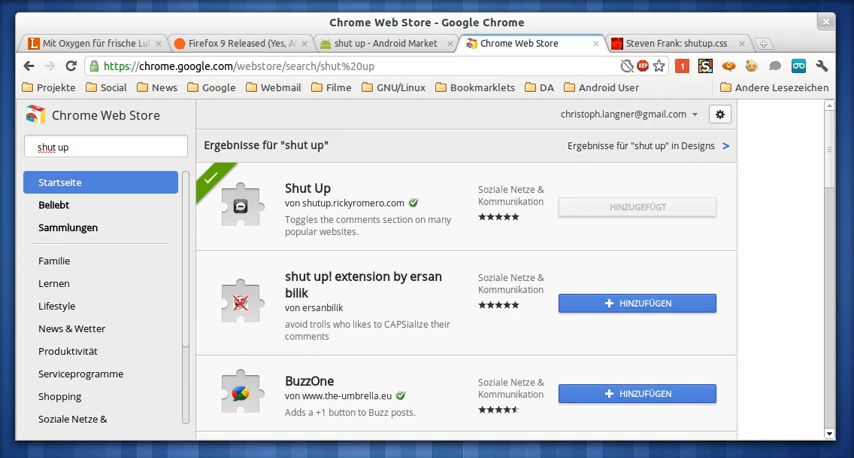 Chrome Web Store - Google Chrome
Mit Oxygen für frische Luf
Firefox 9 Released (Yes, A
shut up - Android Market
Chrome Web Store
Steven Frank: shutup.css
https://chrome.google.com/webstore/search/shut%20up
Projekte
Social
News
Google
Webmail
Filme
GNU/Linux
Bookmarklets
DA
Android User
Andere Lesezeichen
Chrome Web Store
christoph.langner@gmail.com
shut up
Startseite
Beliebt
Sammlungen
Familie
Lernen
Lifestyle
News & Wetter
Produktivität
Serviceprogramme
Shopping
Soziale Netze &
Ergebnisse für "shut up"
Ergebnisse für "shut up" in Designs >
Shut Up
von shutup.rickyromero.com
Toggles the comments section on many
popular websites.
Soziale Netze &
Kommunikation
HINZUGEFÜGT
shut up! extension by ersan
bilik
von ersanbilik
avoid trolls who likes to CAPSialize their
comments
Soziale Netze &
Kommunikation
HINZUFÜGEN
BuzzOne
von www.the-umbrella.eu
Adds a +1 button to Buzz posts.
Soziale Netze &
Kommunikation
HINZUFÜGEN